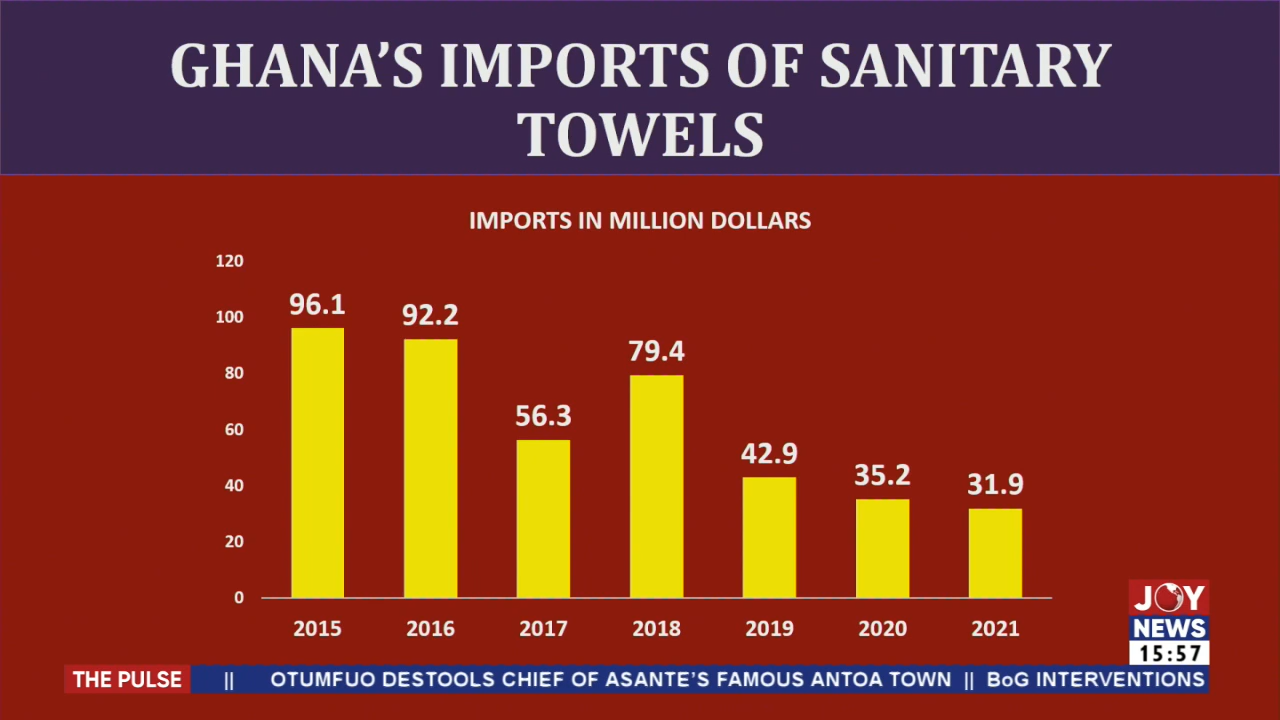 GHANA’S IMPORTS OF SANITARY
TOWELS
IMPORTS IN MILLION DOLLARS
120
100
80
60
40
20
0
96.1
92.2
56.3
79.4
42.9
35.2
31.9
2015 2016 2017 2018 2019 2020 2021
JOY
NEWS
15:57
THE PULSE || OTUMFUO DESTOOLS CHIEF OF ASANTE’S FAMOUS ANTOA TOWN || BoG INTERVENTIONS